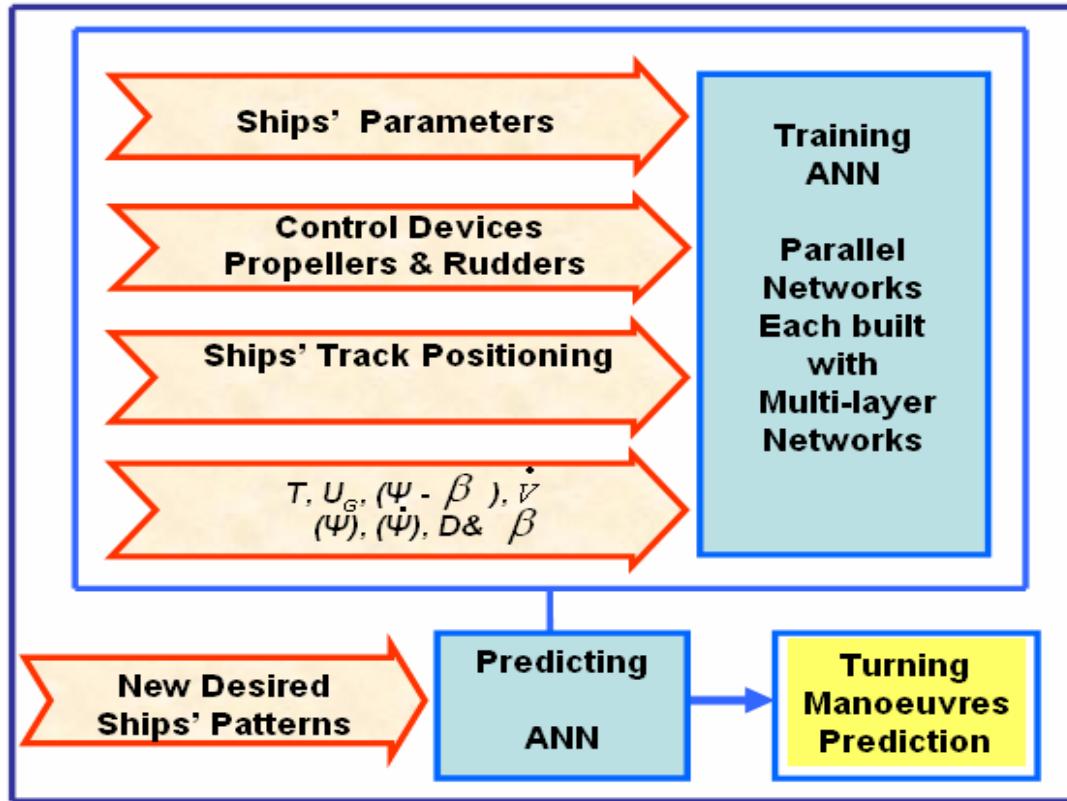 Ships' Parameters
Control Devices
Propellers & Rudders
Ships' Track Positioning
T, U_G, (Ψ - β ), v̇
(Ψ), (Ψ̇), D& β
Training
ANN
Parallel
Networks
Each built
with
Multi-layer
Networks
New Desired
Ships' Patterns
Predicting
ANN
Turning
Manoeuvres
Prediction